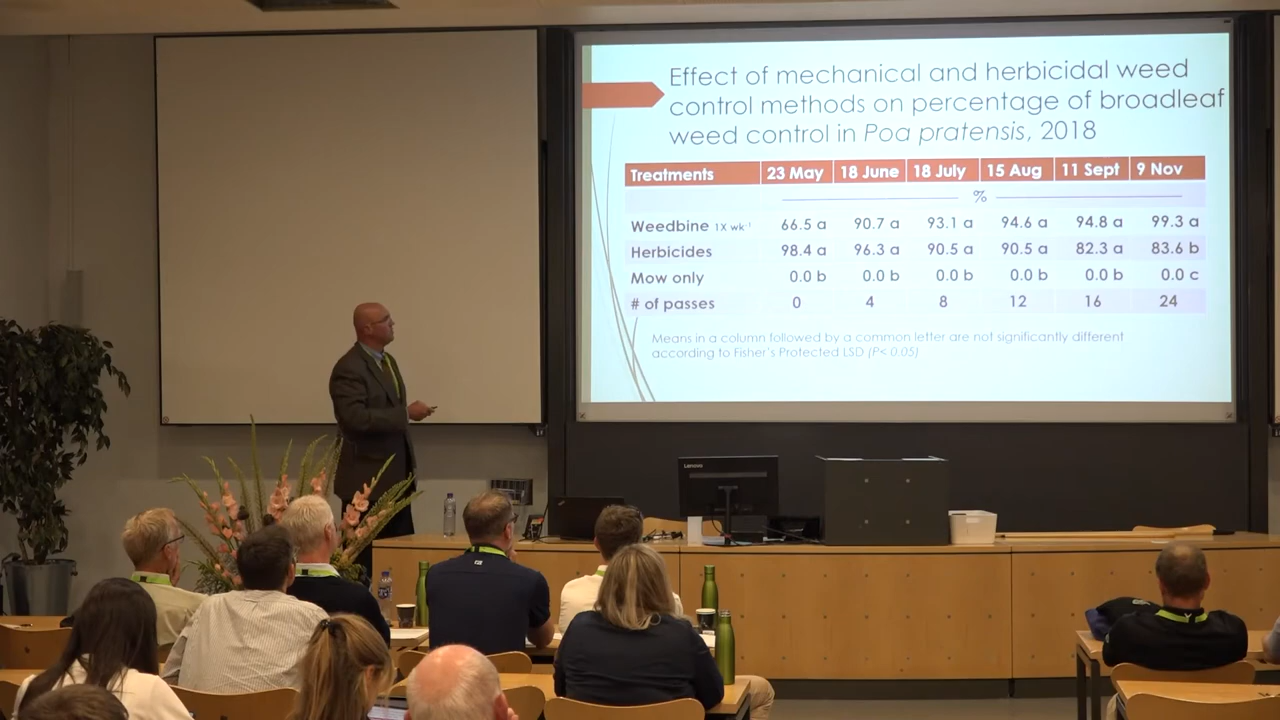 Effect of mechanical and herbicidal weed
control methods on percentage of broadleaf
weed control in Poa pratensis, 2018
Treatments 23 May 18 June 18 July 15 Aug 11 Sept 9 Nov
%
Weedbine 1X wk⁻¹ 66.5 a 90.7 a 93.1 a 94.6 a 94.8 a 99.3 a
Herbicides 98.4 a 96.3 a 90.5 a 90.5 a 82.3 a 83.6 b
Mow only 0.0 b 0.0 b 0.0 b 0.0 b 0.0 b 0.0 c
# of passes 0 4 8 12 16 24
Means in a column followed by a common letter are not significantly different
according to Fisher's Protected LSD (P< 0.05)
Lenovo